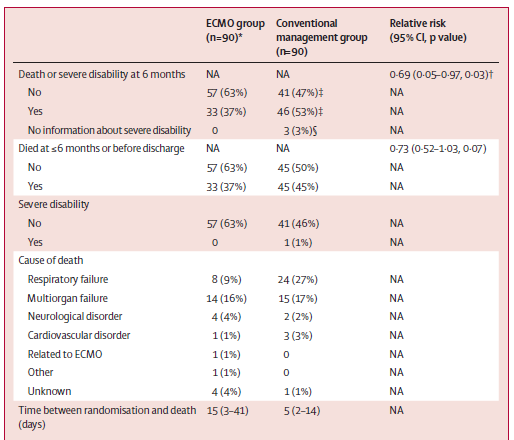 ECMO group (n=90)* Conventional management group (n=90) Relative risk (95% CI, p value)
Death or severe disability at 6 months NA NA 0·69 (0·05–0·97, 0·03)†
No 57 (63%) 41 (47%)‡ NA
Yes 33 (37%) 46 (53%)‡ NA
No information about severe disability 0 3 (3%)§ NA
Died at ≤6 months or before discharge NA NA 0·73 (0·52–1·03, 0·07)
No 57 (63%) 45 (50%) NA
Yes 33 (37%) 45 (45%) NA
Severe disability
No 57 (63%) 41 (46%) NA
Yes 0 1 (1%) NA
Cause of death
Respiratory failure 8 (9%) 24 (27%) NA
Multiorgan failure 14 (16%) 15 (17%) NA
Neurological disorder 4 (4%) 2 (2%) NA
Cardiovascular disorder 1 (1%) 3 (3%) NA
Related to ECMO 1 (1%) 0 NA
Other 1 (1%) 0 NA
Unknown 4 (4%) 1 (1%) NA
Time between randomisation and death (days) 15 (3–41) 5 (2–14) NA